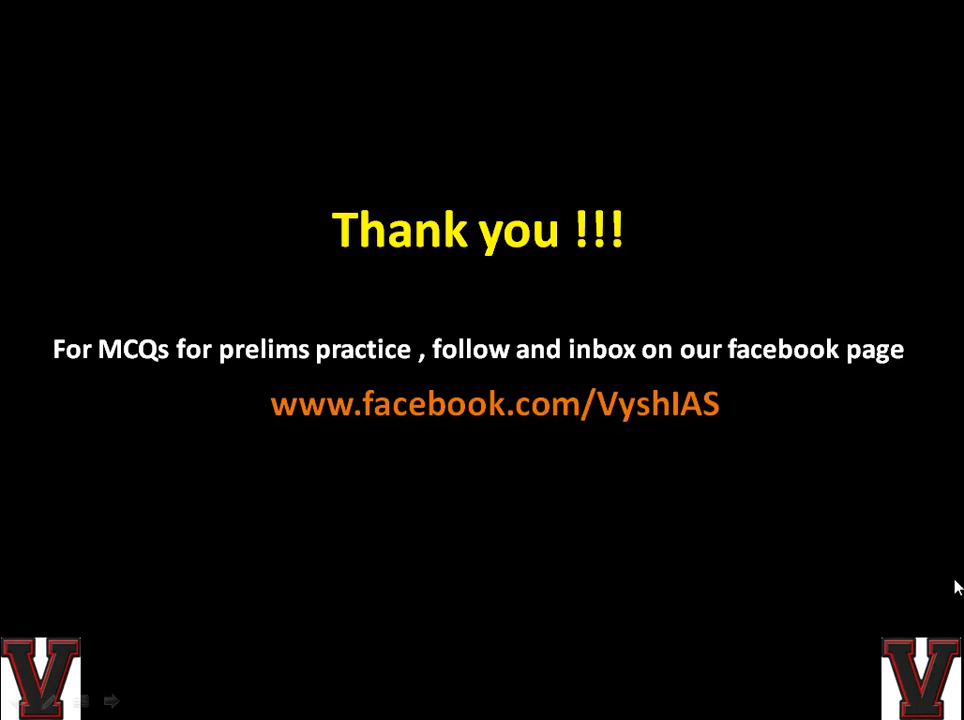 Thank you !!!
For MCQs for prelims practice , follow and inbox on our facebook page
www.facebook.com/VyshIAS
V V